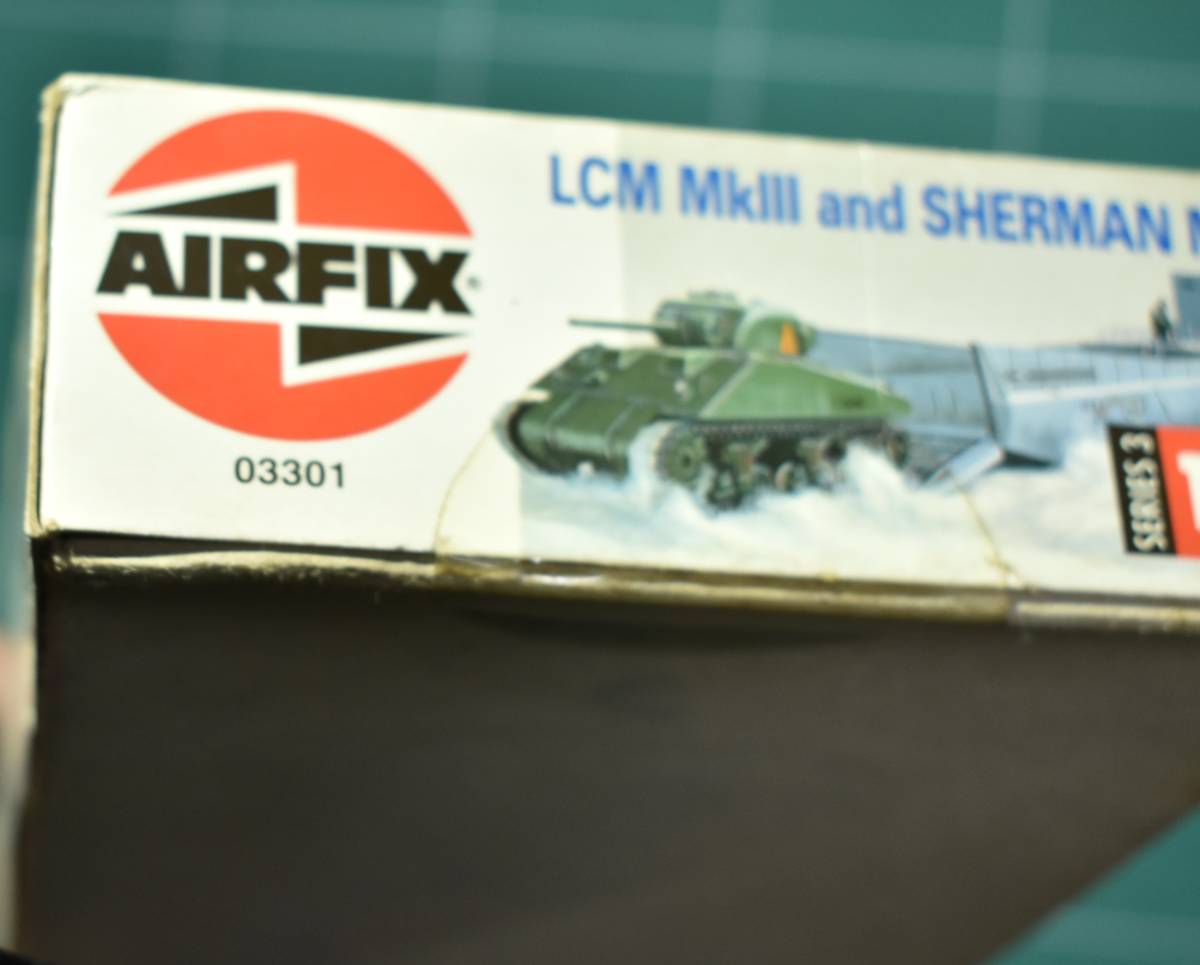 AIRFIX
03301
LCM MkIII and SHERMAN
SERIES 3